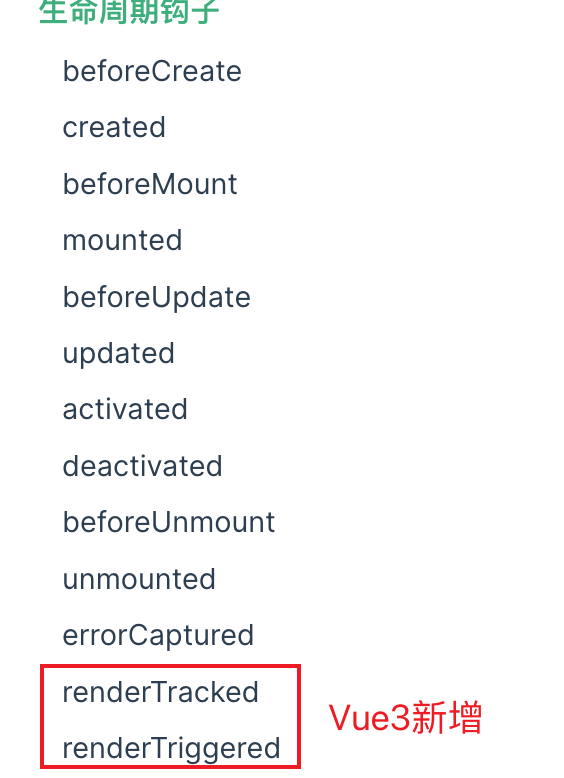 生命周期钩子
beforeCreate
created
beforeMount
mounted
beforeUpdate
updated
activated
deactivated
beforeUnmount
unmounted
errorCaptured
renderTracked
Vue3新增
renderTriggered